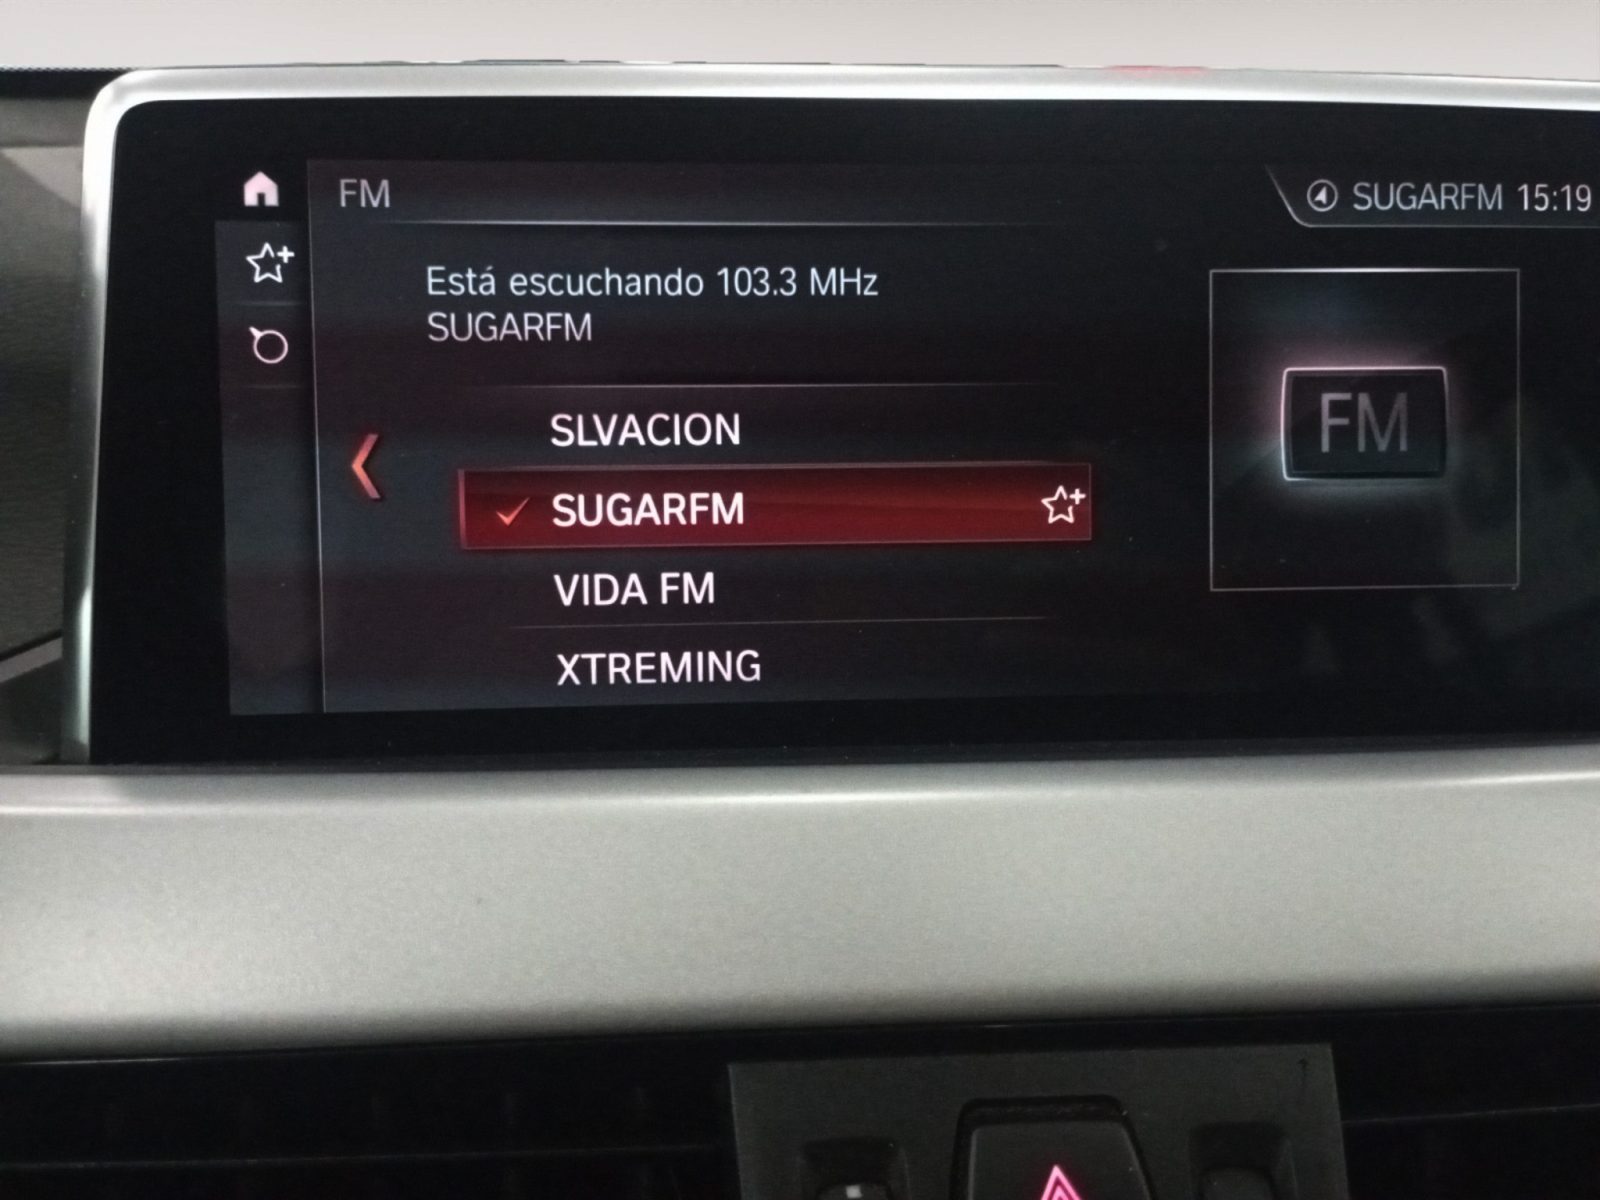 FM
SUGARFM 15:19
Está escuchando 103.3 MHz
SUGARFM
SLVACION
SUGARFM
VIDA FM
XTREMING
FM